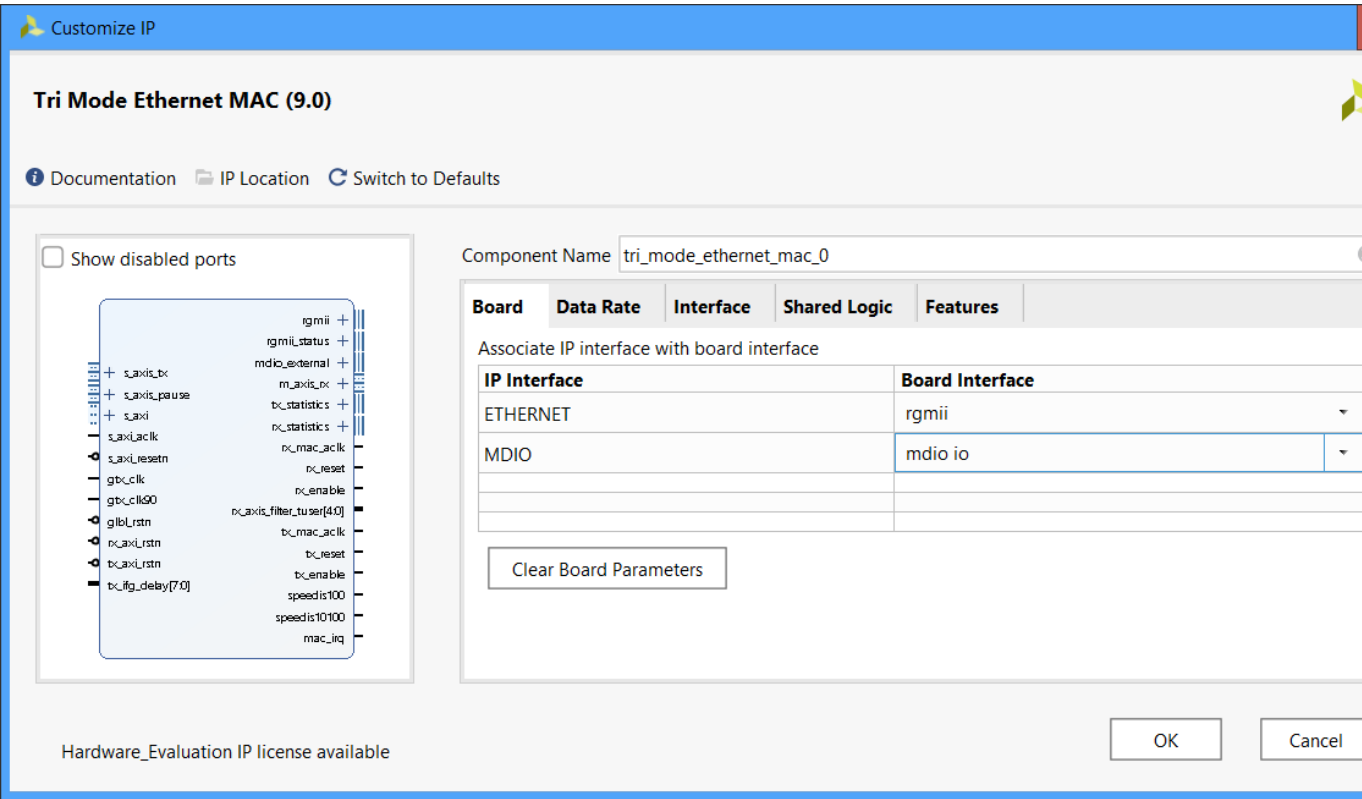 Customize IP
Tri Mode Ethernet MAC (9.0)
Documentation IP Location Switch to Defaults
Show disabled ports
rgmii
rgmii_status
mdio_external
s_axis_tx
m_axis_rx
s_axis_pause
tx_statistics
s_axi
rx_statistics
s_axi_aclk
rx_mac_aclk
s_axi_resetn
rx_reset
gtx_clk
rx_enable
gtx_clk90
rx_axis_filter_tuser[4:0]
glbl_rstn
tx_mac_aclk
rx_axi_rstn
tx_reset
tx_axi_rstn
tx_enable
tx_ifg_delay[7:0]
speedis100
speedis10100
mac_irq
Component Name tri_mode_ethernet_mac_0
Board Data Rate Interface Shared Logic Features
Associate IP interface with board interface
IP Interface Board Interface
ETHERNET rgmii
MDIO mdio io
Clear Board Parameters
Hardware_Evaluation IP license available
OK Cancel